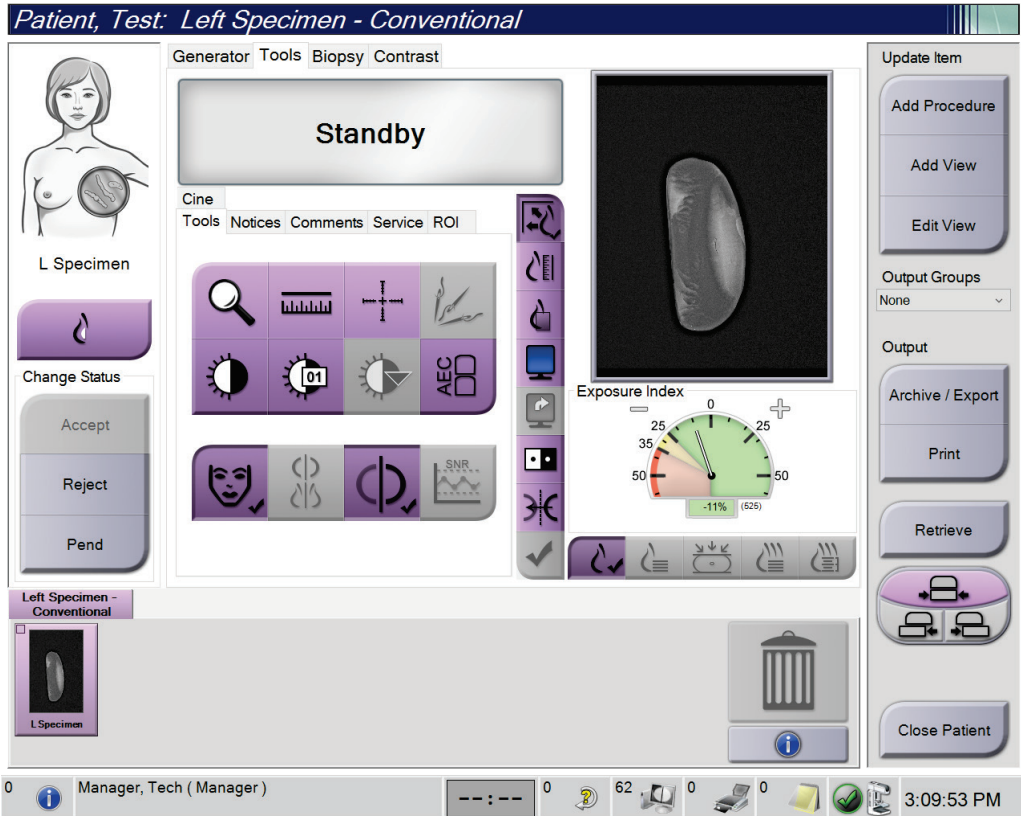 Patient, Test: Left Specimen - Conventional
Generator Tools Biopsy Contrast
Standby
Cine
Tools Notices Comments Service ROI
L Specimen
01
AEC
SNR
Change Status
Accept
Reject
Pend
Exposure Index
0
25
25
35
50
50
-11%
(525)
Update Item
Add Procedure
Add View
Edit View
Output Groups
None
Output
Archive / Export
Print
Retrieve
Close Patient
Left Specimen -
Conventional
L Specimen
0
Manager, Tech ( Manager )
--:--
0
62
0
0
3:09:53 PM